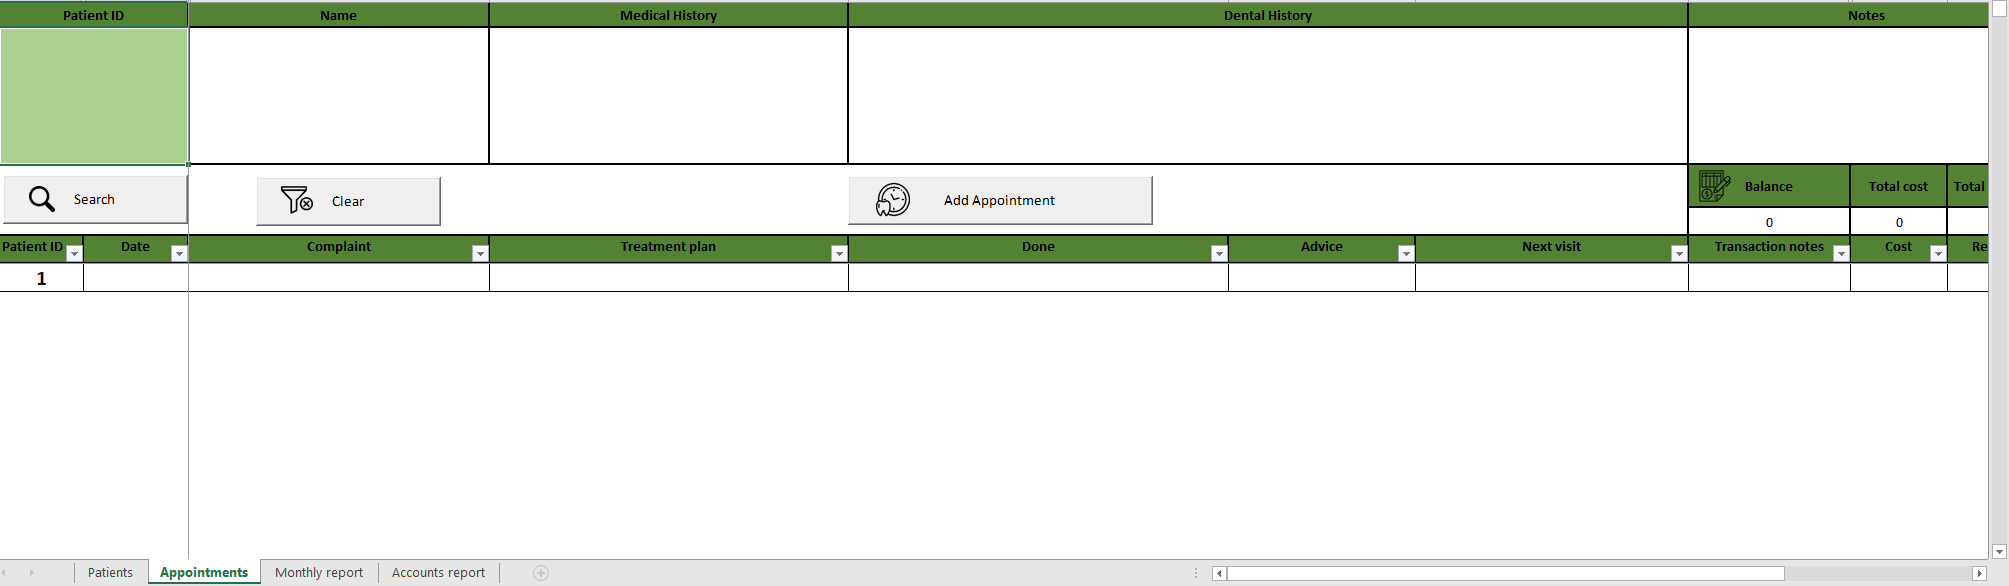 Patient ID Name Medical History Dental History Notes
Search Clear Add Appointment Balance Total cost Total
0 0
Patient ID Date Complaint Treatment plan Done Advice Next visit Transaction notes Cost Re
1
Patients Appointments Monthly report Accounts report